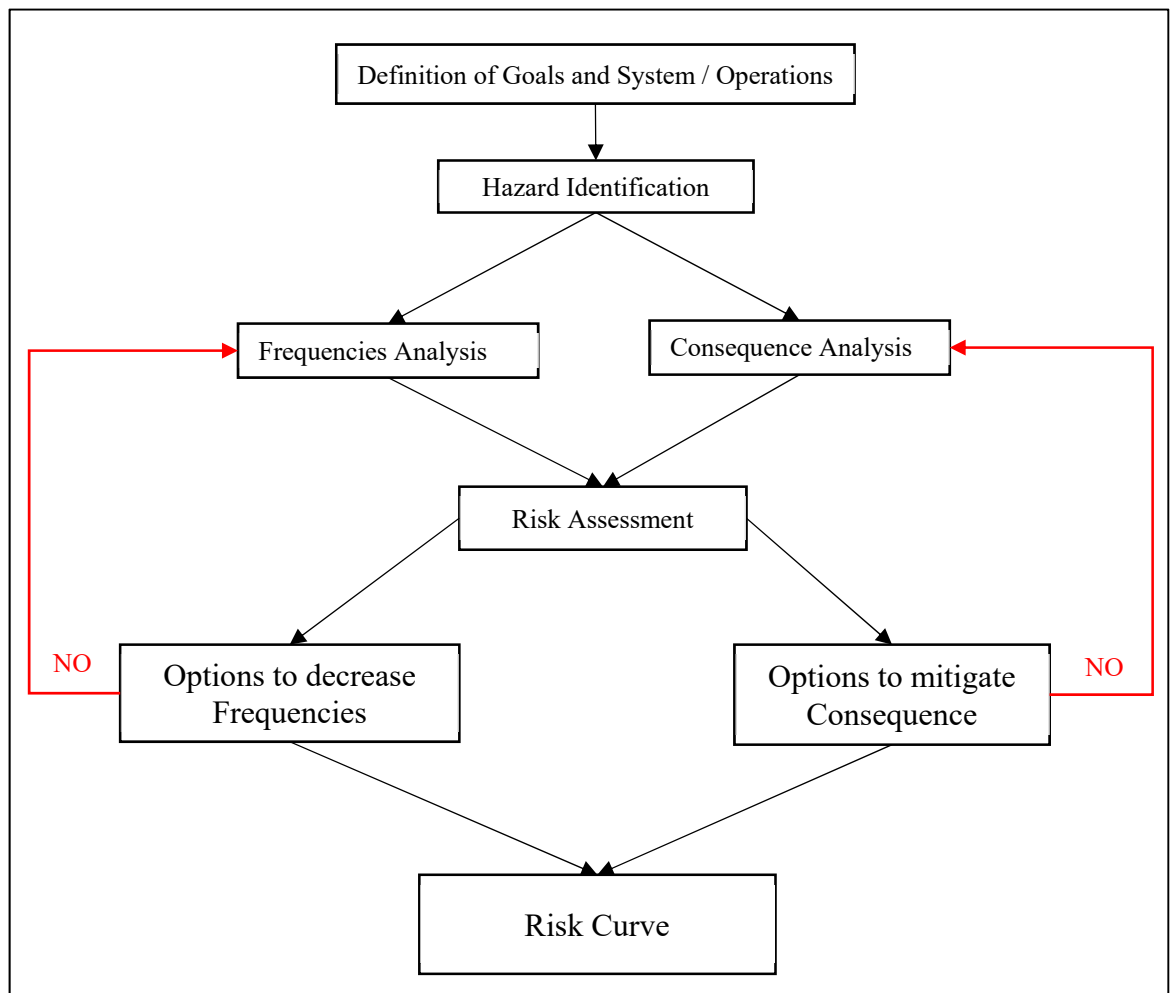 Definition of Goals and System / Operations
Hazard Identification
Frequencies Analysis
Consequence Analysis
Risk Assessment
NO
Options to decrease
Frequencies
Options to mitigate
Consequence
NO
Risk Curve